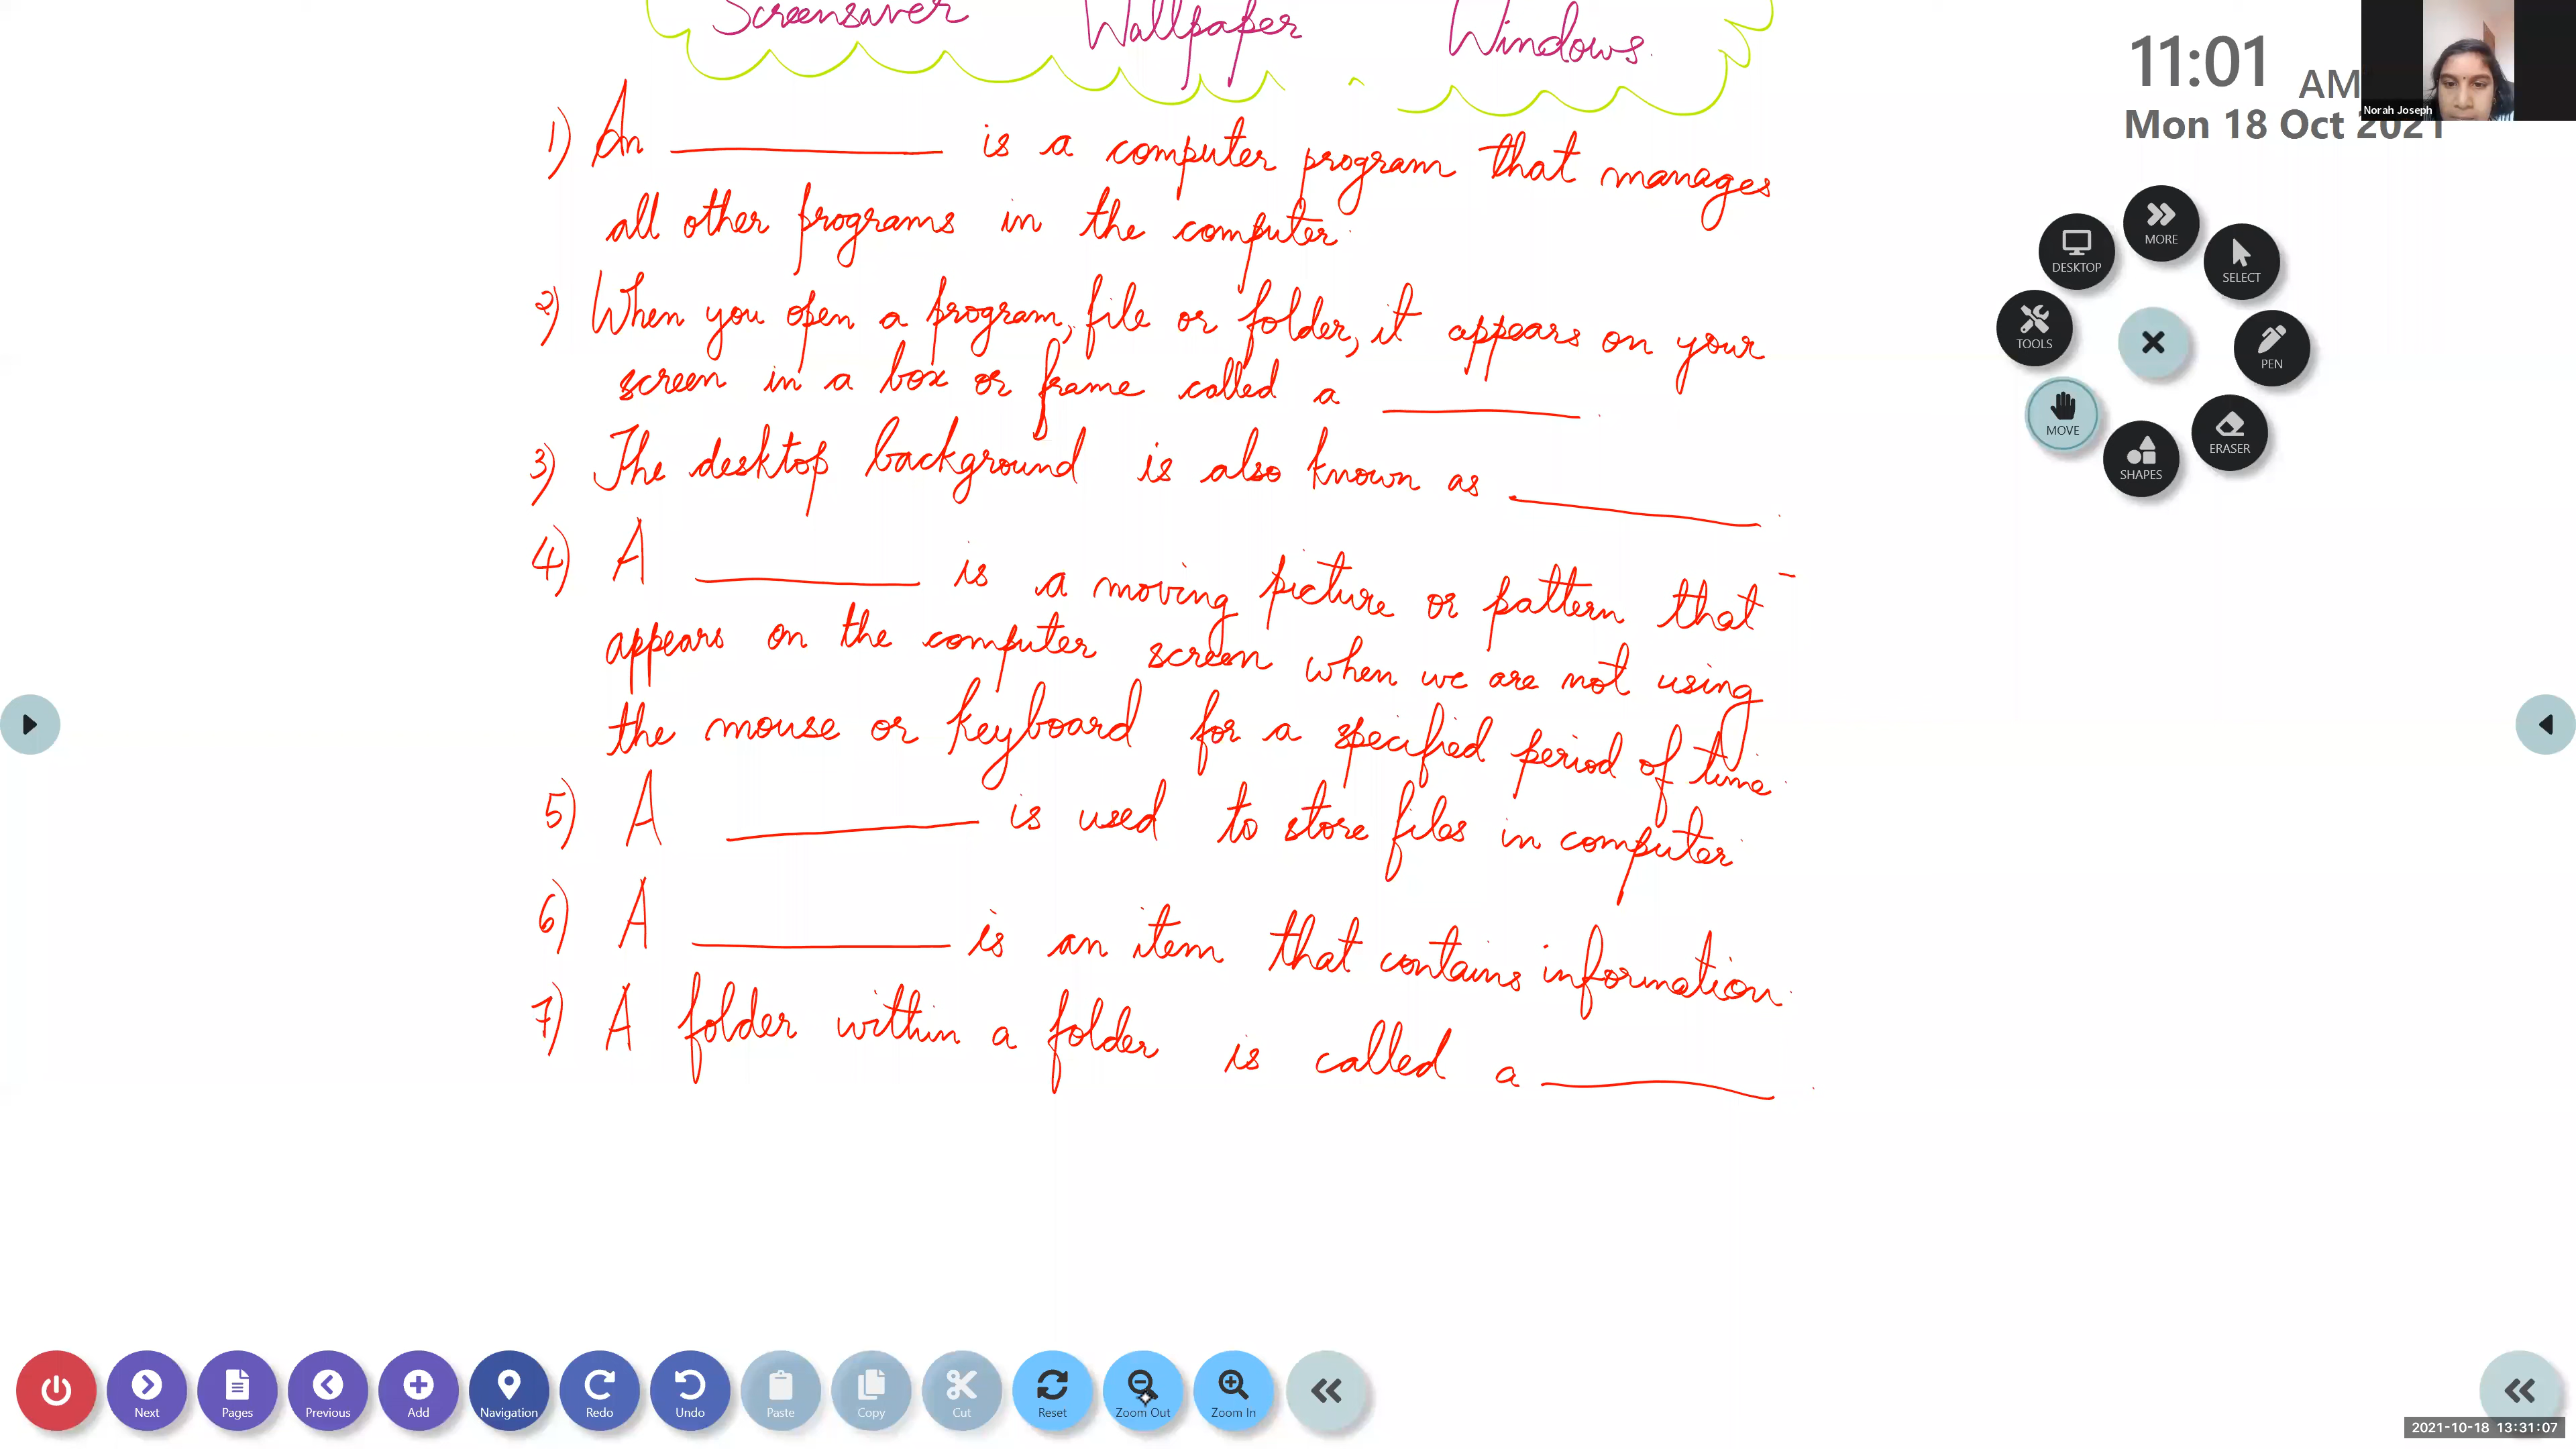 Screensaver Wallpaper Windows.
11:01 AM
Mon 18 Oct 2021
Norah Joseph
1) An ________ is a computer program that manages
all other programs in the computer.
2) When you open a program, file or folder, it appears on your
screen in a box or frame called a ________.
3) The desktop background is also known as ________.
4) A ________ is a moving picture or pattern that
appears on the computer screen when we are not using
the mouse or keyboard for a specified period of time.
5) A ________ is used to store files in computer.
6) A ________ is an item that contains information.
7) A folder within a folder is called a ________.
MORE
DESKTOP
SELECT
TOOLS
PEN
MOVE
ERASER
SHAPES
Next Pages Previous Add Navigation Redo Undo Paste Copy Cut Reset Zoom Out Zoom In
2021-10-18 13:31:07